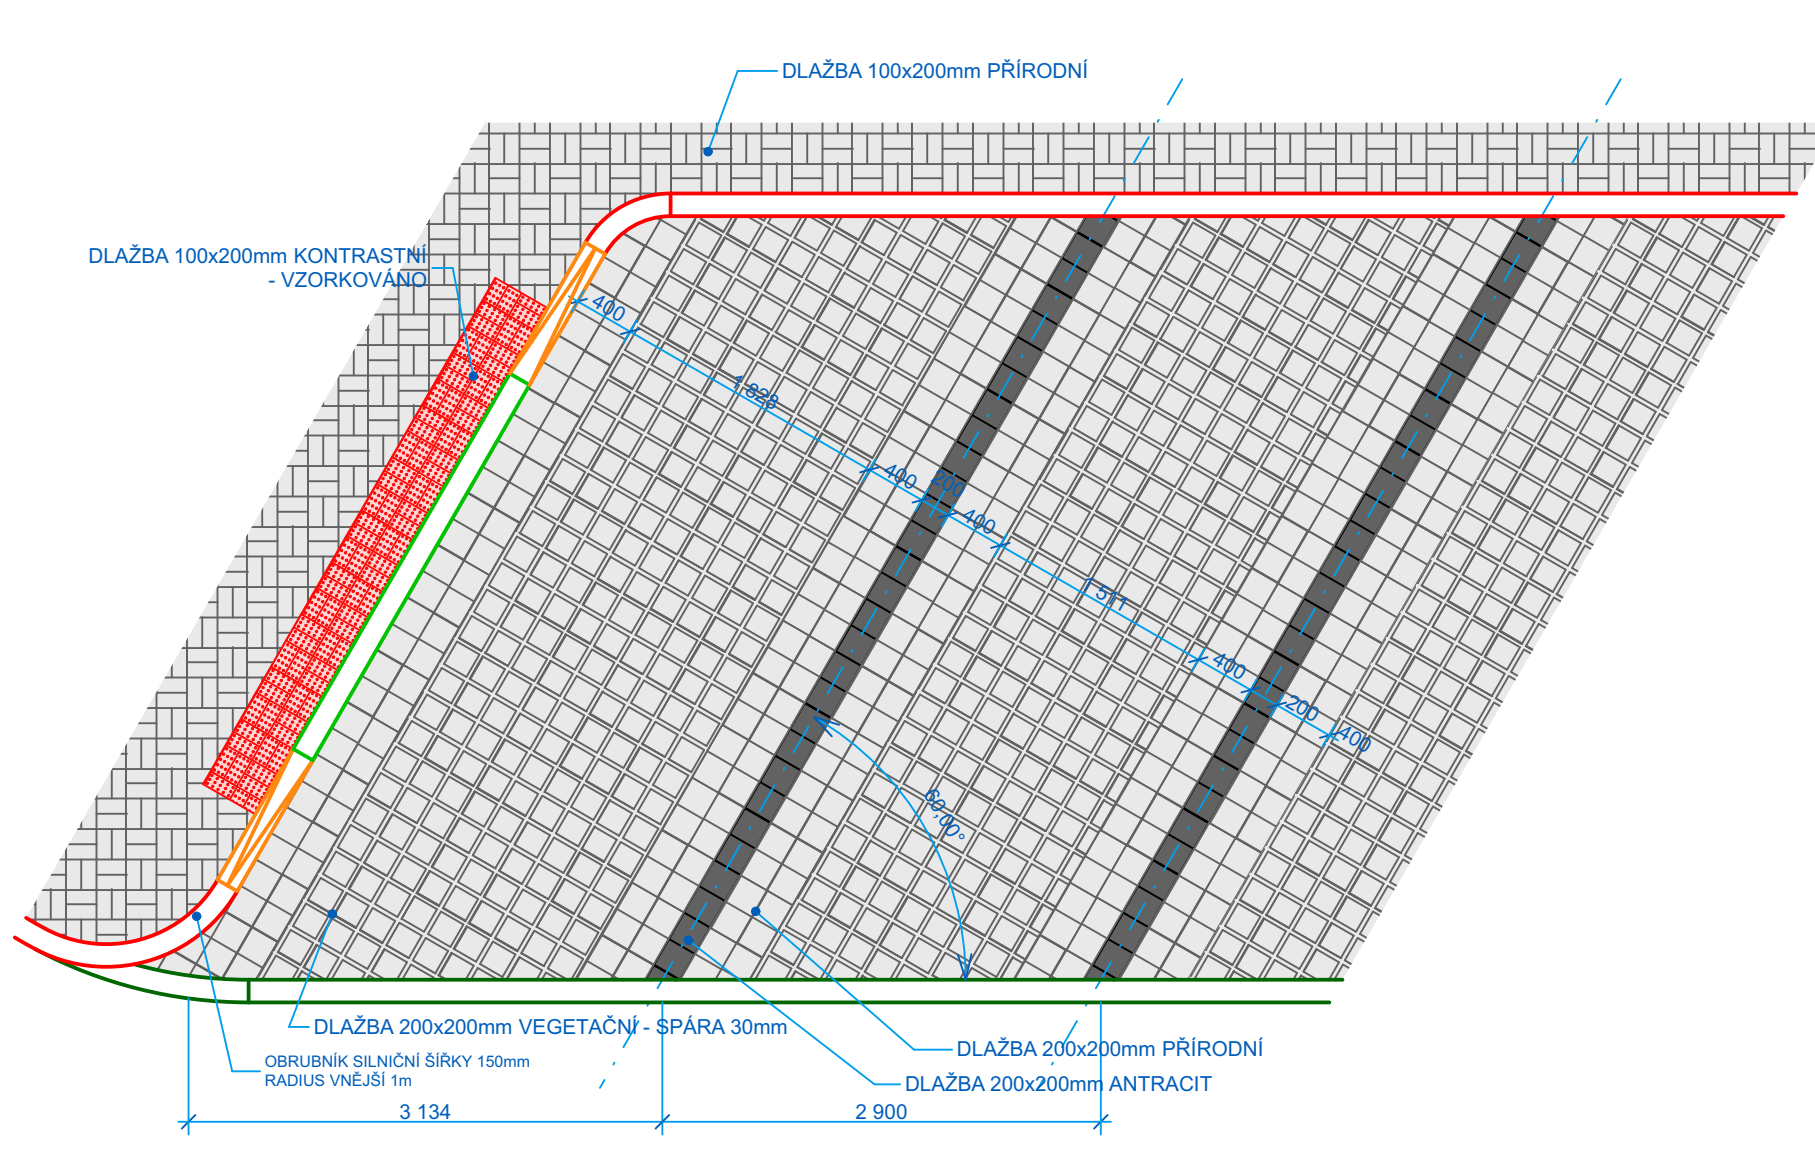 DLAŽBA 100x200mm PŘÍRODNÍ
DLAŽBA 100x200mm KONTRASTNÍ
- VZORKOVÁNO
400
1 828
400
200
400
1 511
400
200
400
60,00°
DLAŽBA 200x200mm VEGETAČNÍ - SPÁRA 30mm
OBRUBNÍK SILNIČNÍ ŠÍŘKY 150mm
RADIUS VNĚJŠÍ 1m
DLAŽBA 200x200mm PŘÍRODNÍ
DLAŽBA 200x200mm ANTRACIT
3 134
2 900